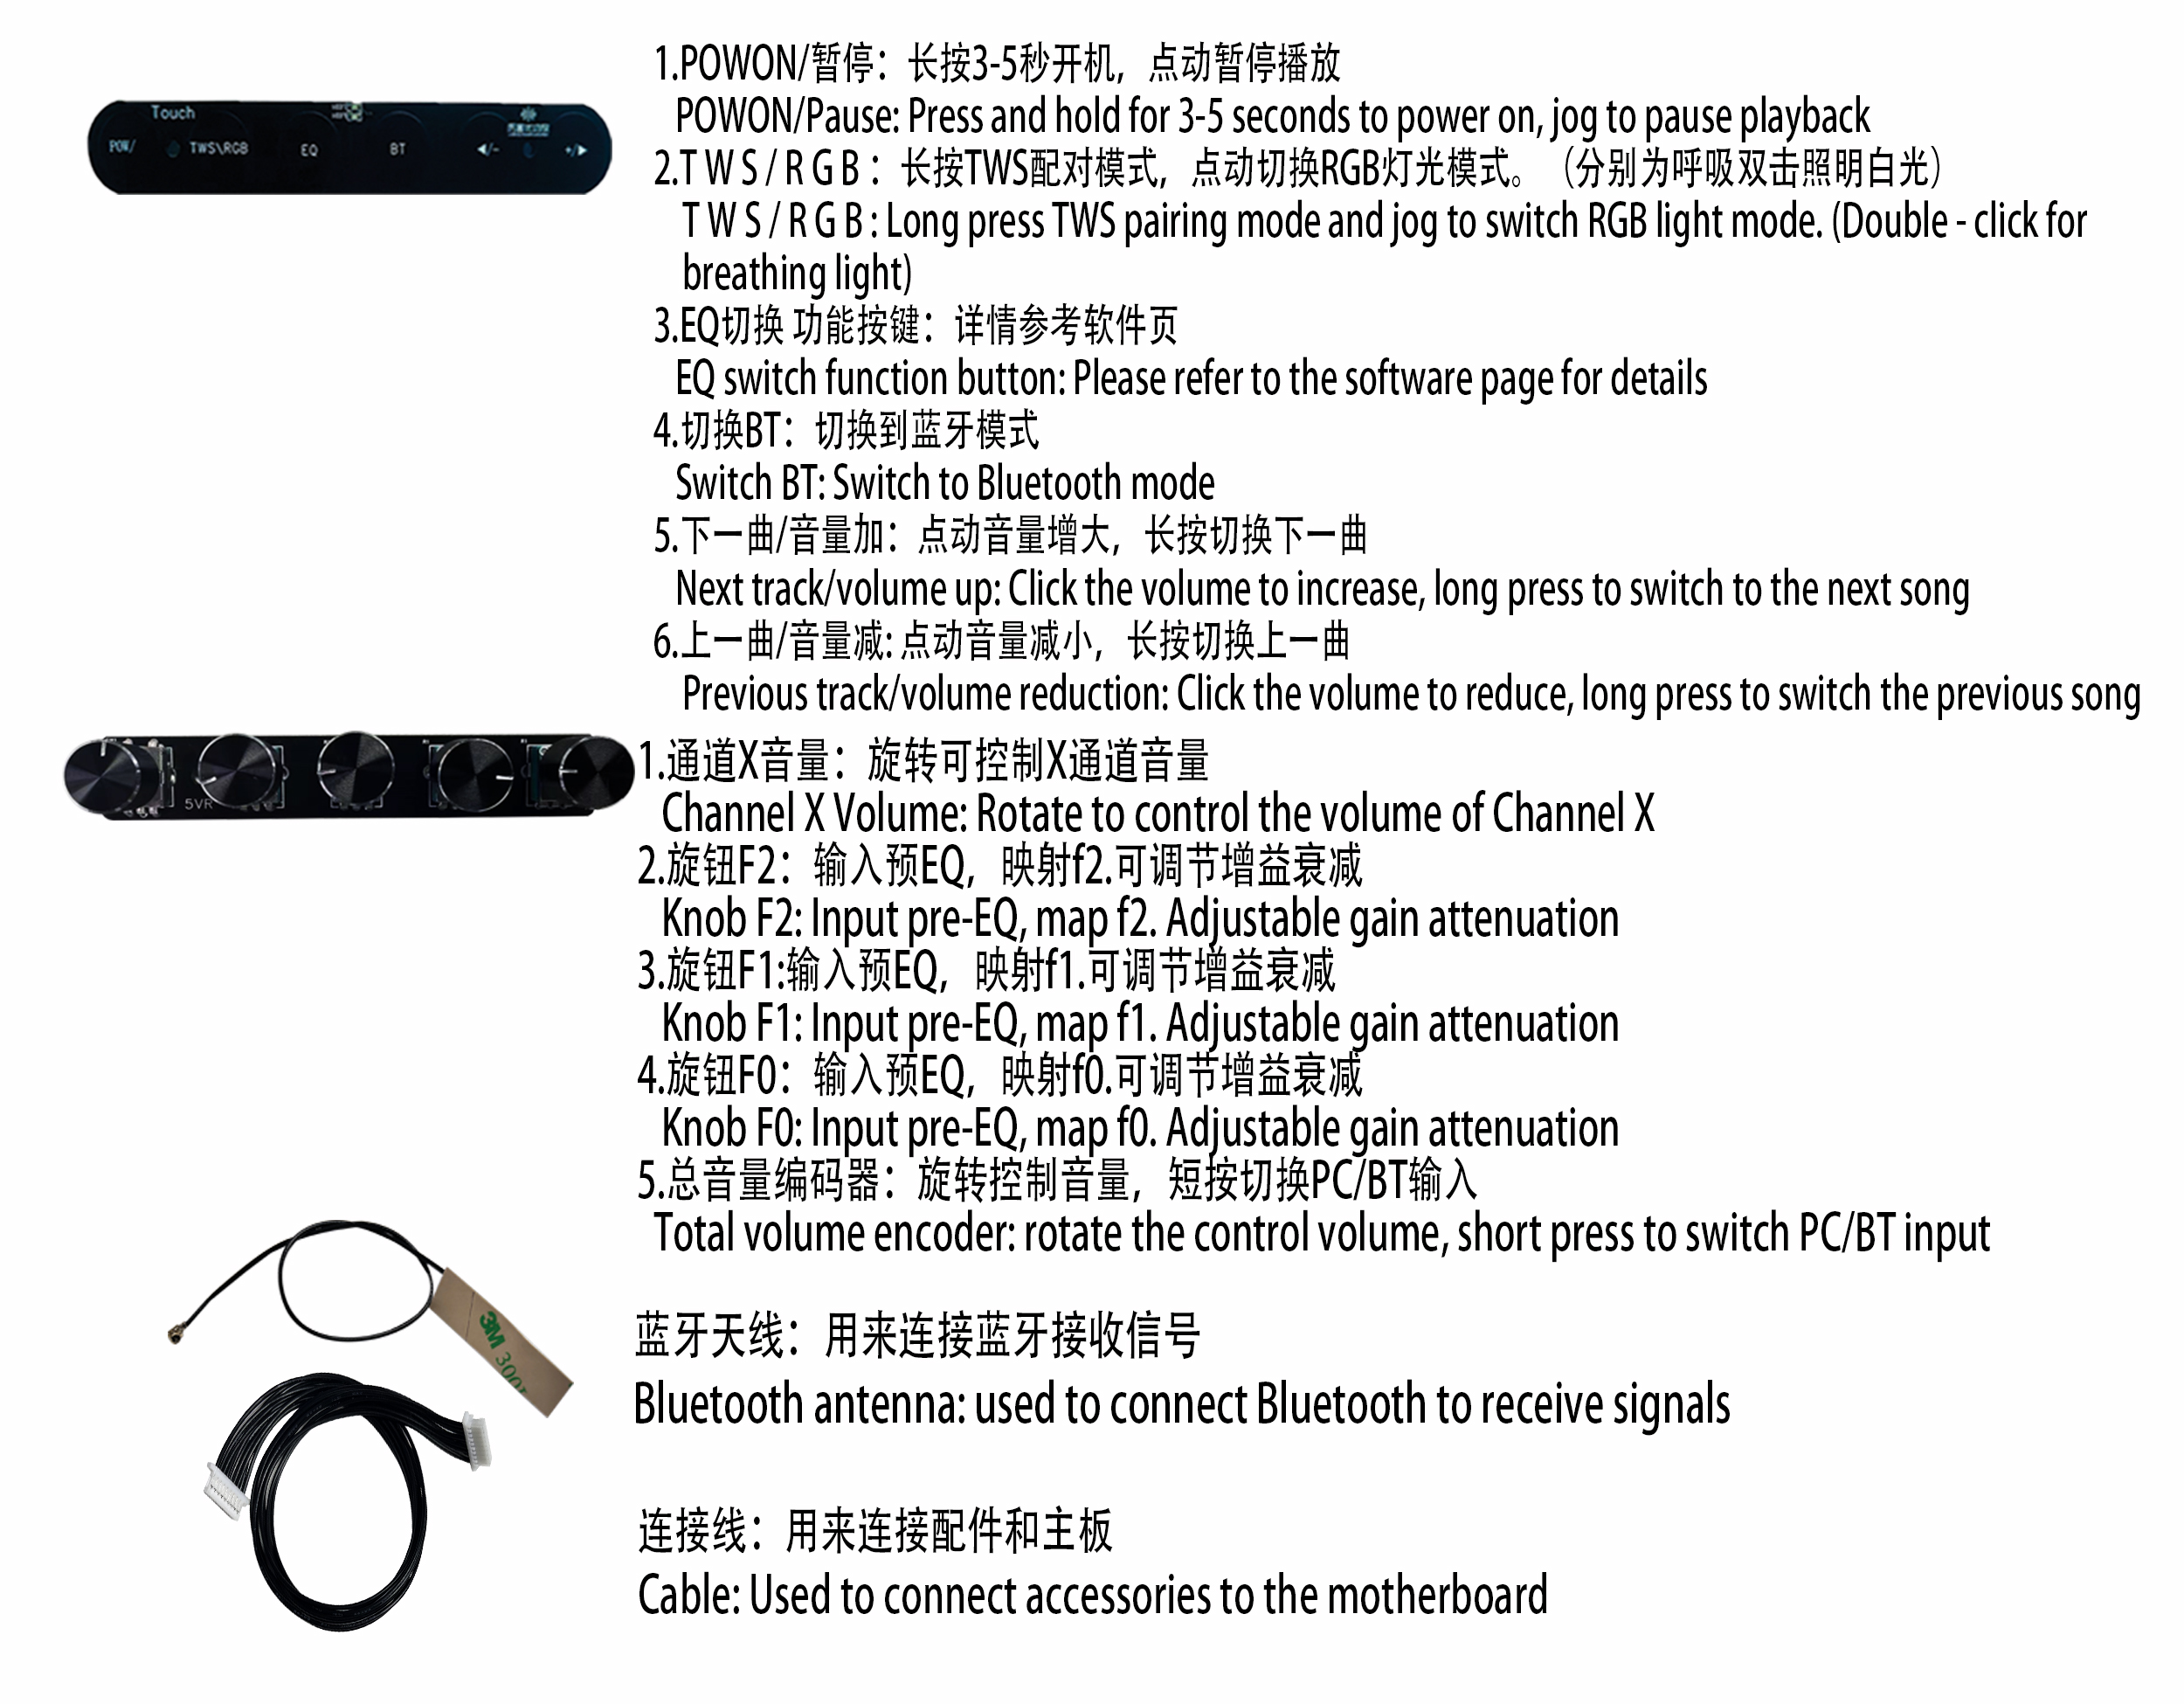 Touch
POW/ TWS\RGB EQ BT ◀/- +/▶
1.POWON/暂停：长按3-5秒开机，点动暂停播放
POWON/Pause: Press and hold for 3-5 seconds to power on, jog to pause playback
2.T W S / R G B：长按TWS配对模式，点动切换RGB灯光模式。（分别为呼吸双击照明白光）
T W S / R G B : Long press TWS pairing mode and jog to switch RGB light mode. (Double - click for
breathing light)
3.EQ切换 功能按键：详情参考软件页
EQ switch function button: Please refer to the software page for details
4.切换BT：切换到蓝牙模式
Switch BT: Switch to Bluetooth mode
5.下一曲/音量加：点动音量增大，长按切换下一曲
Next track/volume up: Click the volume to increase, long press to switch to the next song
6.上一曲/音量减: 点动音量减小，长按切换上一曲
Previous track/volume reduction: Click the volume to reduce, long press to switch the previous song
5VR
1.通道X音量：旋转可控制X通道音量
Channel X Volume: Rotate to control the volume of Channel X
2.旋钮F2：输入预EQ，映射f2.可调节增益衰减
Knob F2: Input pre-EQ, map f2. Adjustable gain attenuation
3.旋钮F1:输入预EQ，映射f1.可调节增益衰减
Knob F1: Input pre-EQ, map f1. Adjustable gain attenuation
4.旋钮F0：输入预EQ，映射f0.可调节增益衰减
Knob F0: Input pre-EQ, map f0. Adjustable gain attenuation
5.总音量编码器：旋转控制音量，短按切换PC/BT输入
Total volume encoder: rotate the control volume, short press to switch PC/BT input
3M 300
蓝牙天线：用来连接蓝牙接收信号
Bluetooth antenna: used to connect Bluetooth to receive signals
连接线：用来连接配件和主板
Cable: Used to connect accessories to the motherboard